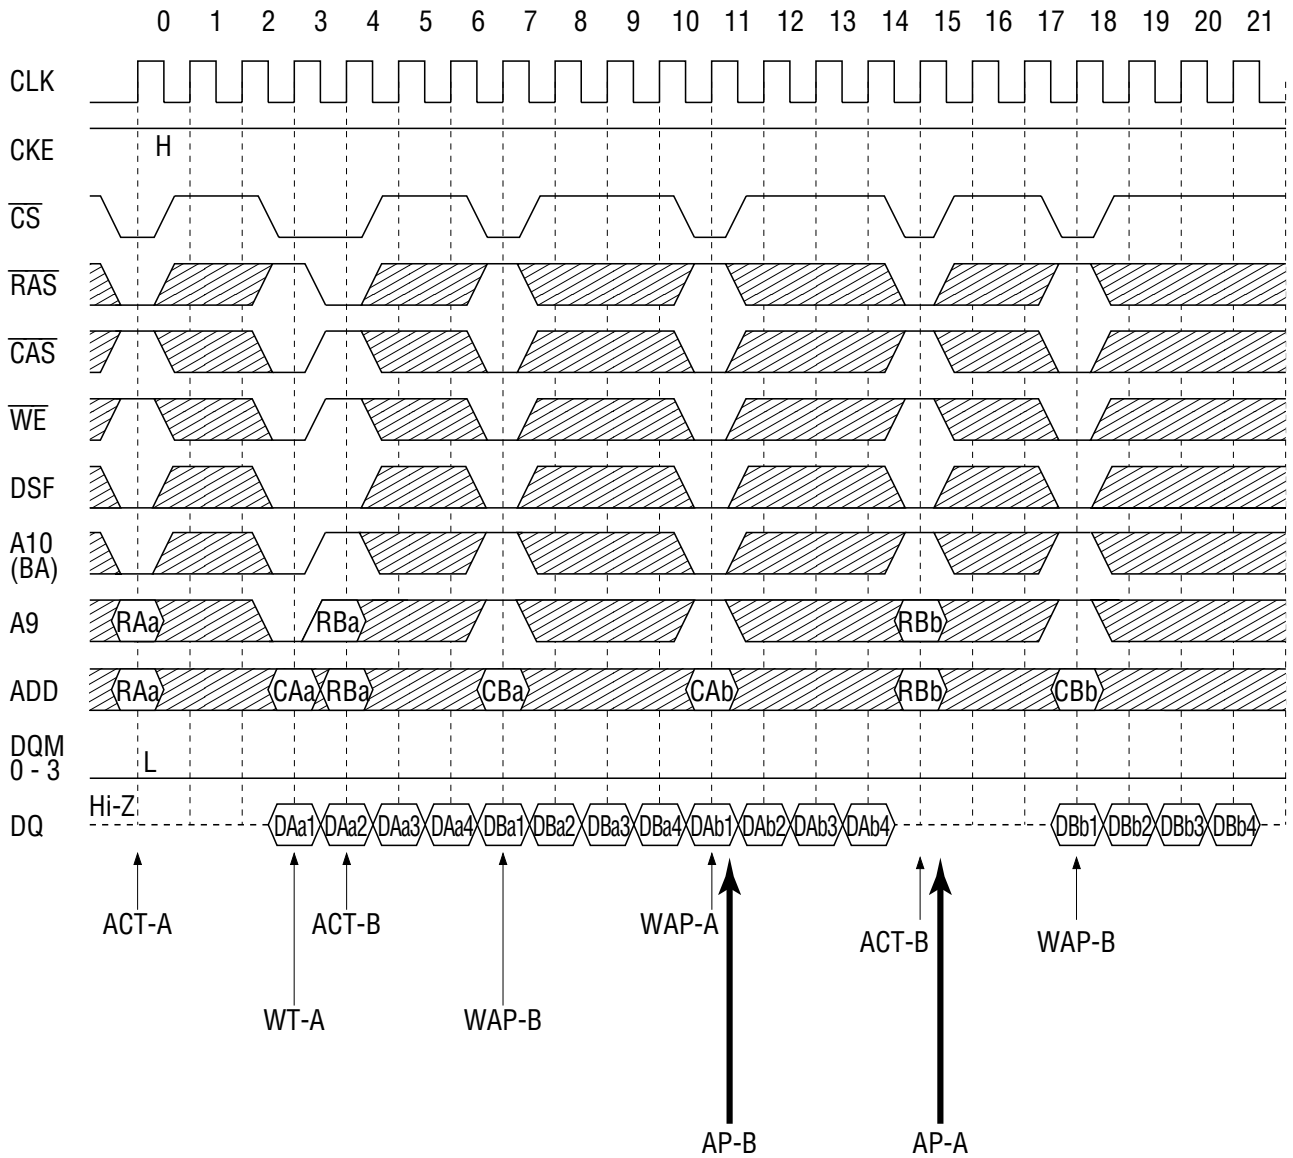 0 1 2 3 4 5 6 7 8 9 10 11 12 13 14 15 16 17 18 19 20 21
CLK
CKE H
CS
RAS
CAS
WE
DSF
A10
(BA)
A9 RAa RBa RBb
ADD RAa CAa RBa CBa CAb RBb CBb
DQM
0 - 3 L
Hi-Z
DQ DAa1 DAa2 DAa3 DAa4 DBa1 DBa2 DBa3 DBa4 DAb1 DAb2 DAb3 DAb4 DBb1 DBb2 DBb3 DBb4
ACT-A ACT-B WAP-A ACT-B WAP-B
WT-A WAP-B
AP-B AP-A